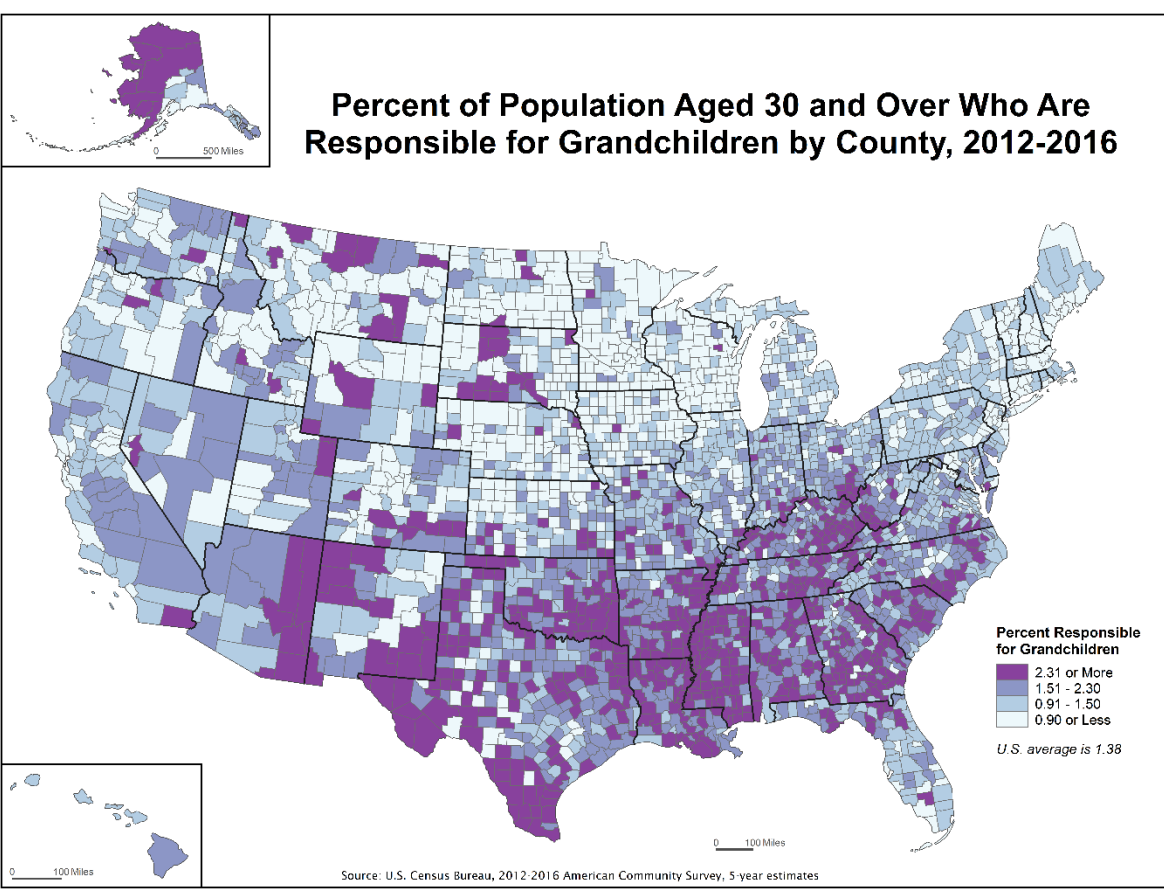 Percent of Population Aged 30 and Over Who Are
Responsible for Grandchildren by County, 2012-2016
0 500 Miles
Percent Responsible
for Grandchildren
2.31 or More
1.51 - 2.30
0.91 - 1.50
0.90 or Less
U.S. average is 1.38
0 100 Miles
0 100 Miles
Source: U.S. Census Bureau, 2012-2016 American Community Survey, 5-year estimates